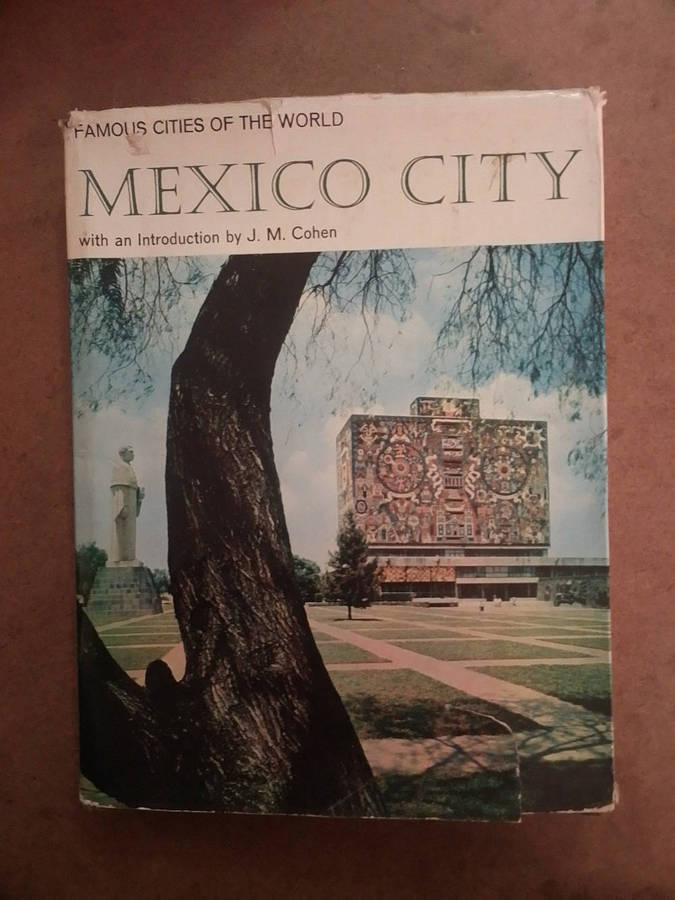 FAMOUS CITIES OF THE WORLD
MEXICO CITY
with an Introduction by J. M. Cohen